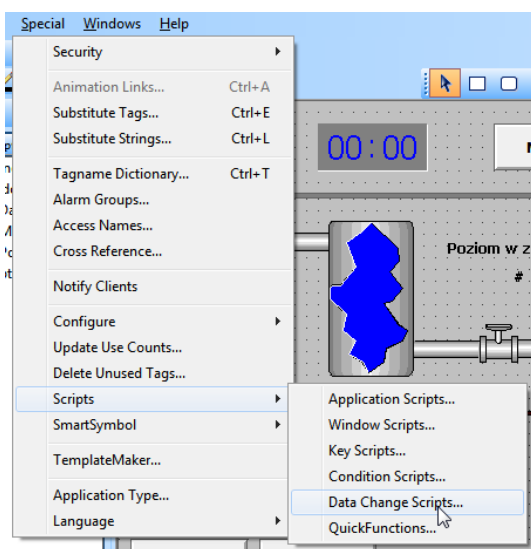 Special Windows Help
Security
Animation Links... Ctrl+A
Substitute Tags... Ctrl+E
Substitute Strings... Ctrl+L
Tagname Dictionary... Ctrl+T
Alarm Groups...
Access Names...
Cross Reference...
Notify Clients
Configure
Update Use Counts...
Delete Unused Tags...
Scripts
SmartSymbol
TemplateMaker...
Application Type...
Language
00:00
Poziom w z
#
Application Scripts...
Window Scripts...
Key Scripts...
Condition Scripts...
Data Change Scripts...
QuickFunctions...